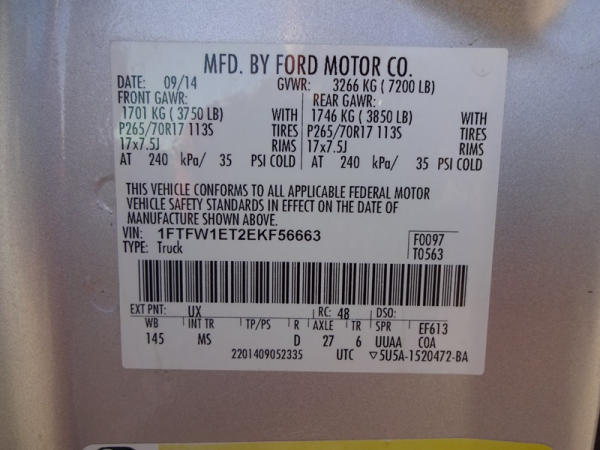 MFD. BY FORD MOTOR CO.
DATE: 09/14 GVWR: 3266 KG ( 7200 LB)
FRONT GAWR: REAR GAWR:
1701 KG ( 3750 LB) WITH 1746 KG ( 3850 LB) WITH
P265/70R17 113S TIRES P265/70R17 113S TIRES
17x7.5J RIMS 17x7.5J RIMS
AT 240 kPa/ 35 PSI COLD AT 240 kPa/ 35 PSI COLD
THIS VEHICLE CONFORMS TO ALL APPLICABLE FEDERAL MOTOR
VEHICLE SAFETY STANDARDS IN EFFECT ON THE DATE OF
MANUFACTURE SHOWN ABOVE.
VIN: 1FTFW1ET2EKF56663 F0097
TYPE: Truck T0563
EXT PNT: UX RC: 48 DSO:
WB INT TR TP/PS R AXLE TR SPR EF613
145 MS D 27 6 UUAA COA
2201409052335 UTC ▽5U5A-1520472-BA